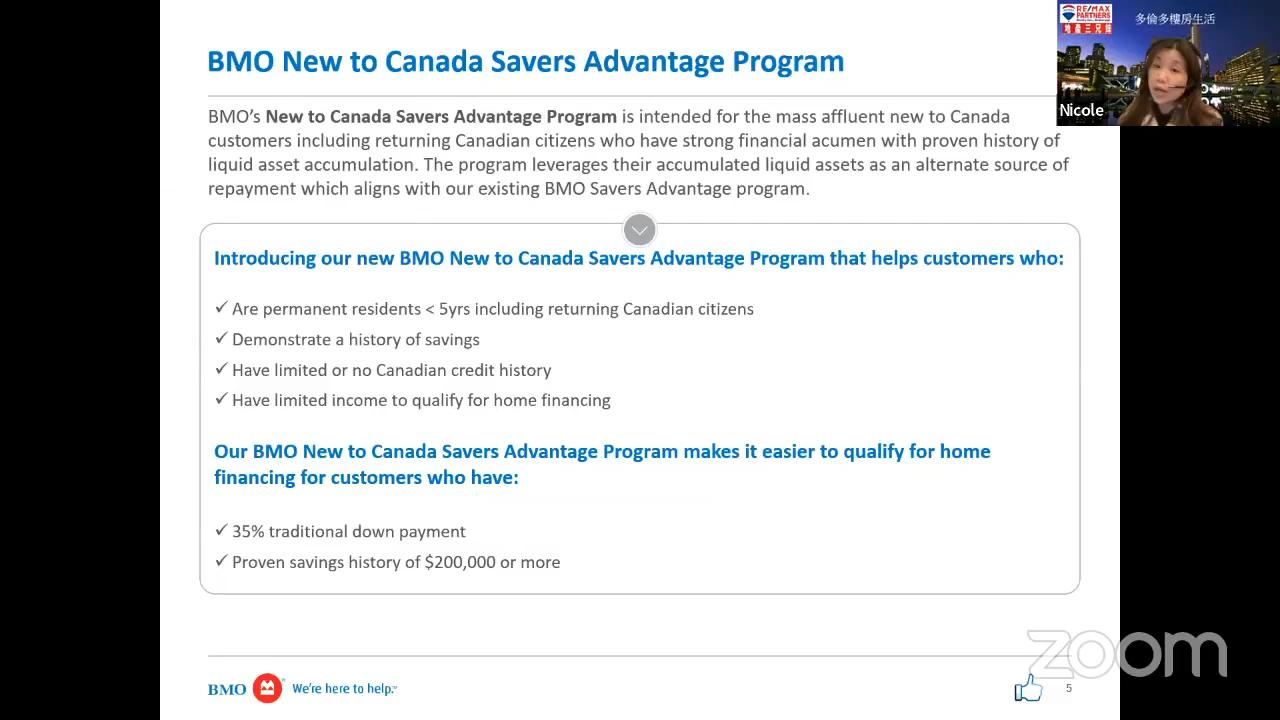 BMO New to Canada Savers Advantage Program
RE/MAX
PARTNERS
地產三兄妹
多倫多樓房生活
Nicole
BMO's New to Canada Savers Advantage Program is intended for the mass affluent new to Canada
customers including returning Canadian citizens who have strong financial acumen with proven history of
liquid asset accumulation. The program leverages their accumulated liquid assets as an alternate source of
repayment which aligns with our existing BMO Savers Advantage program.
Introducing our new BMO New to Canada Savers Advantage Program that helps customers who:
✓ Are permanent residents < 5yrs including returning Canadian citizens
✓ Demonstrate a history of savings
✓ Have limited or no Canadian credit history
✓ Have limited income to qualify for home financing
Our BMO New to Canada Savers Advantage Program makes it easier to qualify for home
financing for customers who have:
✓ 35% traditional down payment
✓ Proven savings history of $200,000 or more
zoom
BMO We're here to help.™
5